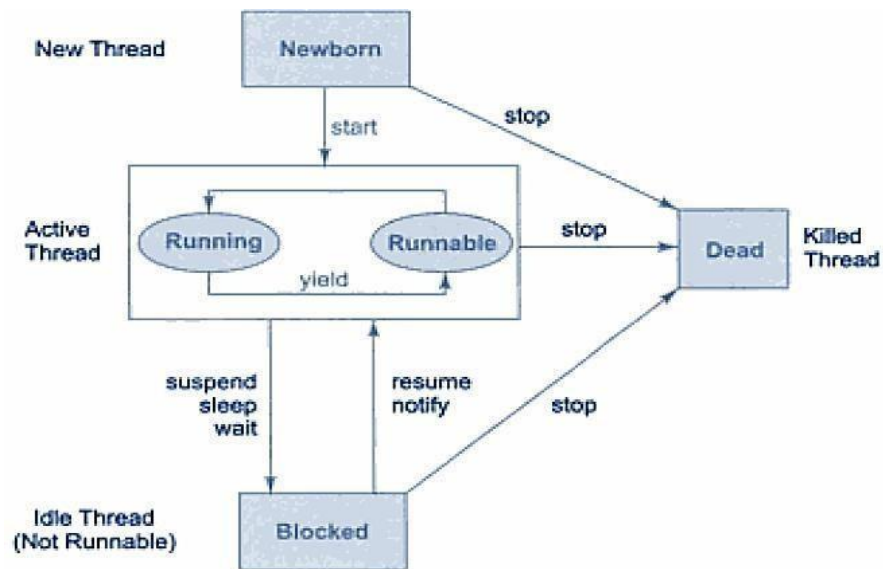 New Thread
Newborn
start
stop
Active
Thread
Running
Runnable
yield
stop
Dead
Killed
Thread
suspend
sleep
wait
resume
notify
stop
Idle Thread
(Not Runnable)
Blocked